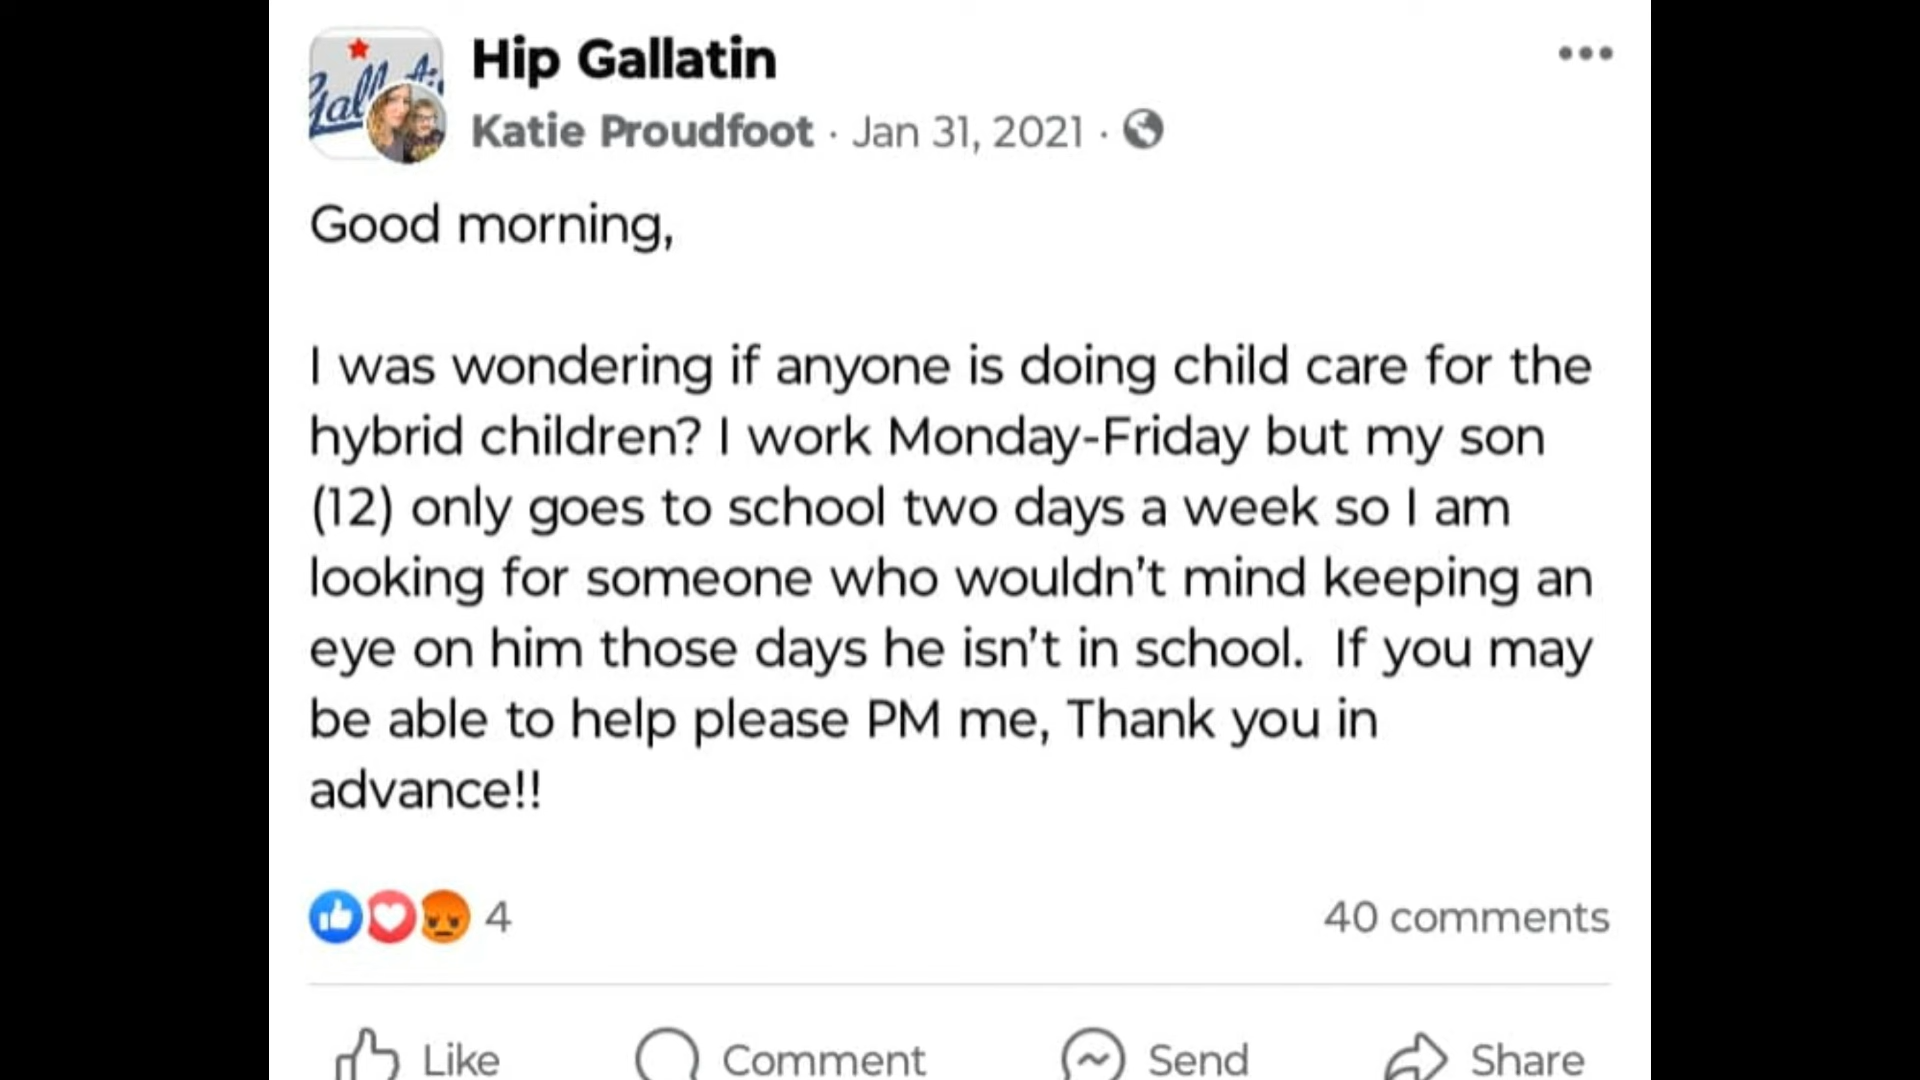 Hip Gallatin
Katie Proudfoot · Jan 31, 2021 ·
Good morning,
I was wondering if anyone is doing child care for the
hybrid children? I work Monday-Friday but my son
(12) only goes to school two days a week so I am
looking for someone who wouldn't mind keeping an
eye on him those days he isn't in school.  If you may
be able to help please PM me, Thank you in
advance!!
4
40 comments
Like
Comment
Send
Share